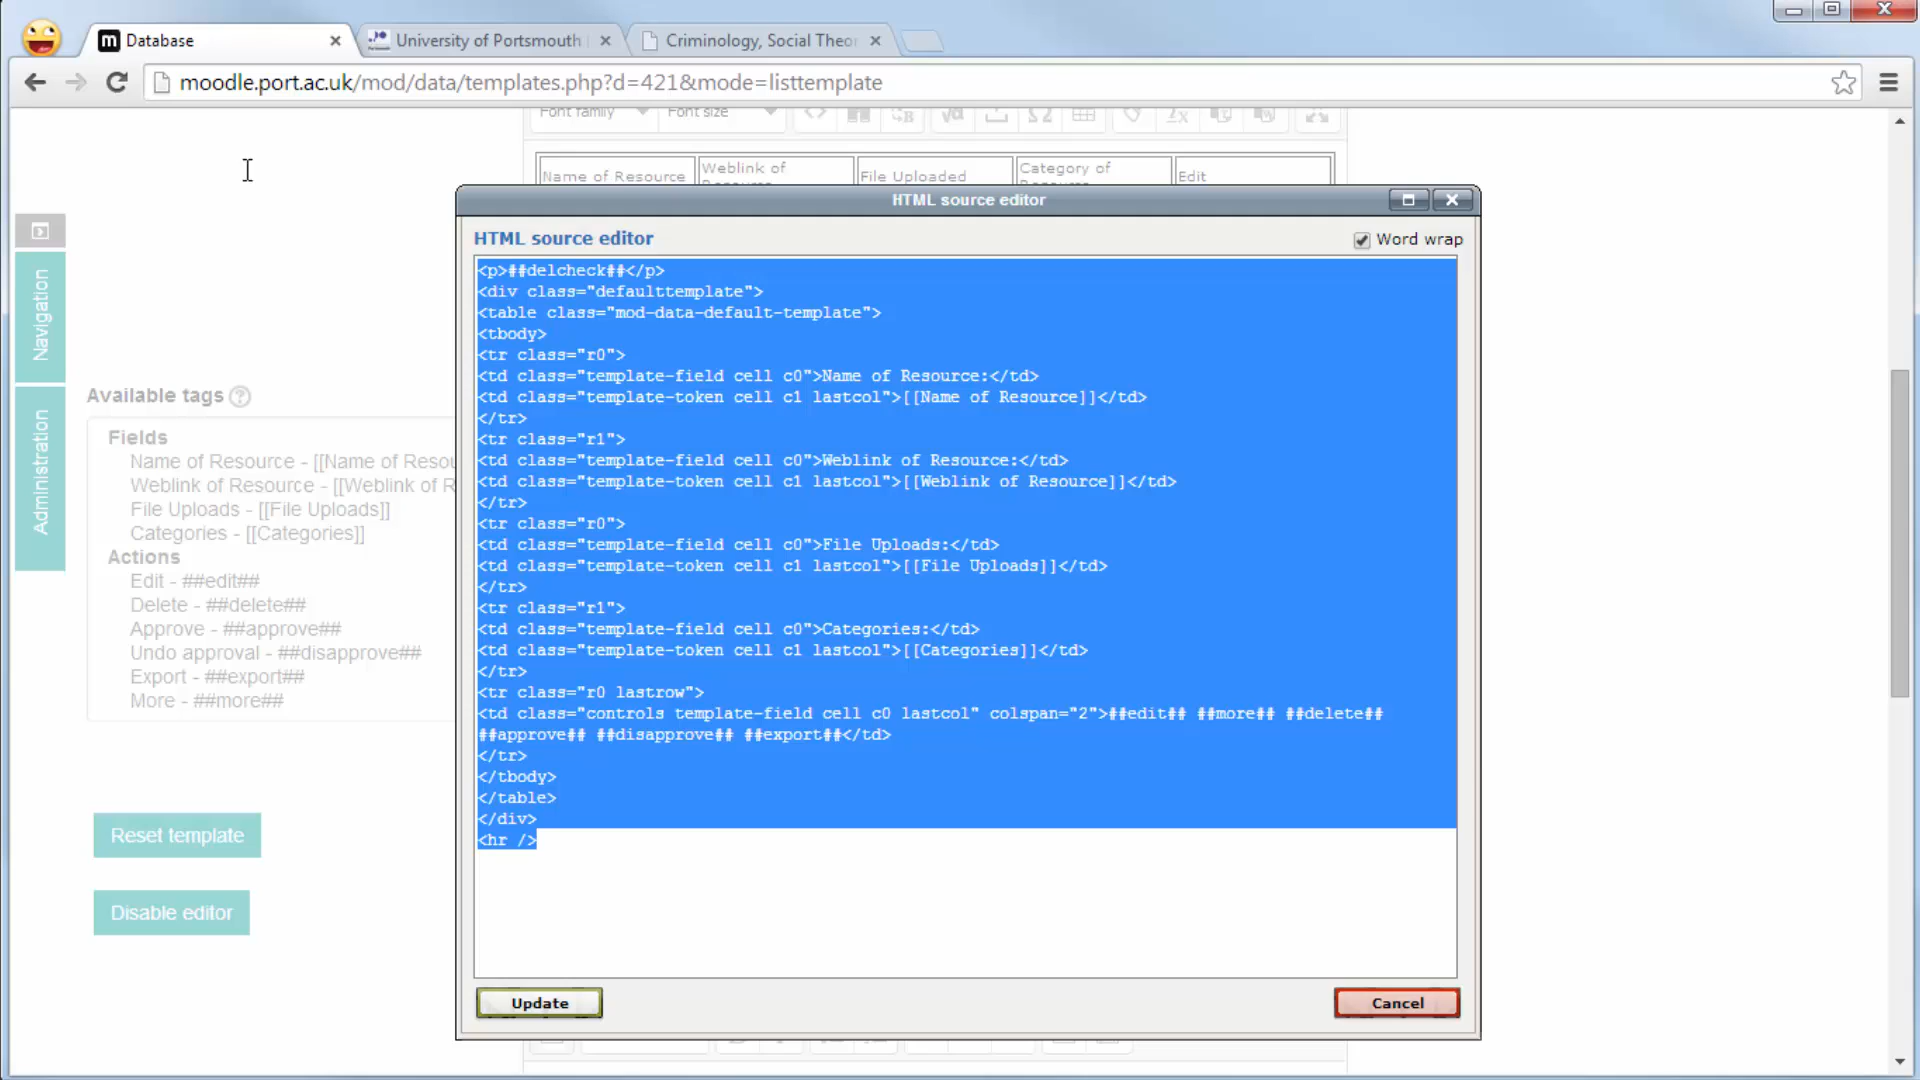 Database
University of Portsmouth
Criminology, Social Theor
moodle.port.ac.uk/mod/data/templates.php?d=421&mode=listtemplate
Font family
Font size
Name of Resource
Weblink of
File Uploaded
Category of
Edit
HTML source editor
HTML source editor
Word wrap
<p>##delcheck##</p>
<div class="defaulttemplate">
<table class="mod-data-default-template">
<tbody>
<tr class="r0">
<td class="template-field cell c0">Name of Resource:</td>
<td class="template-token cell c1 lastcol">[[Name of Resource]]</td>
</tr>
<tr class="r1">
<td class="template-field cell c0">Weblink of Resource:</td>
<td class="template-token cell c1 lastcol">[[Weblink of Resource]]</td>
</tr>
<tr class="r0">
<td class="template-field cell c0">File Uploads:</td>
<td class="template-token cell c1 lastcol">[[File Uploads]]</td>
</tr>
<tr class="r1">
<td class="template-field cell c0">Categories:</td>
<td class="template-token cell c1 lastcol">[[Categories]]</td>
</tr>
<tr class="r0 lastrow">
<td class="controls template-field cell c0 lastcol" colspan="2">##edit## ##more## ##delete##
##approve## ##disapprove## ##export##</td>
</tr>
</tbody>
</table>
</div>
<hr />
Update
Cancel
Navigation
Administration
Available tags
Fields
Name of Resource - [[Name of Resou
Weblink of Resource - [[Weblink of R
File Uploads - [[File Uploads]]
Categories - [[Categories]]
Actions
Edit - ##edit##
Delete - ##delete##
Approve - ##approve##
Undo approval - ##disapprove##
Export - ##export##
More - ##more##
Reset template
Disable editor